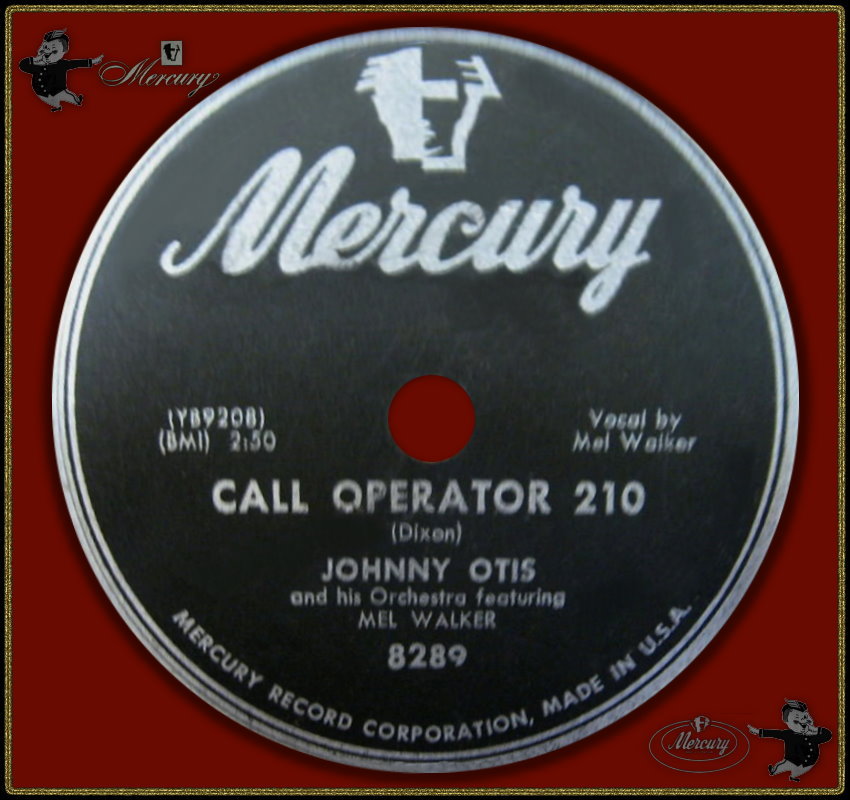 Mercury
Mercury
(YB9208)
(BMI) 2:50
Vocal by
Mel Walker
CALL OPERATOR 210
(Dixon)
JOHNNY OTIS
and his Orchestra featuring
MEL WALKER
8289
MERCURY RECORD CORPORATION, MADE IN U.S.A.
Mercury